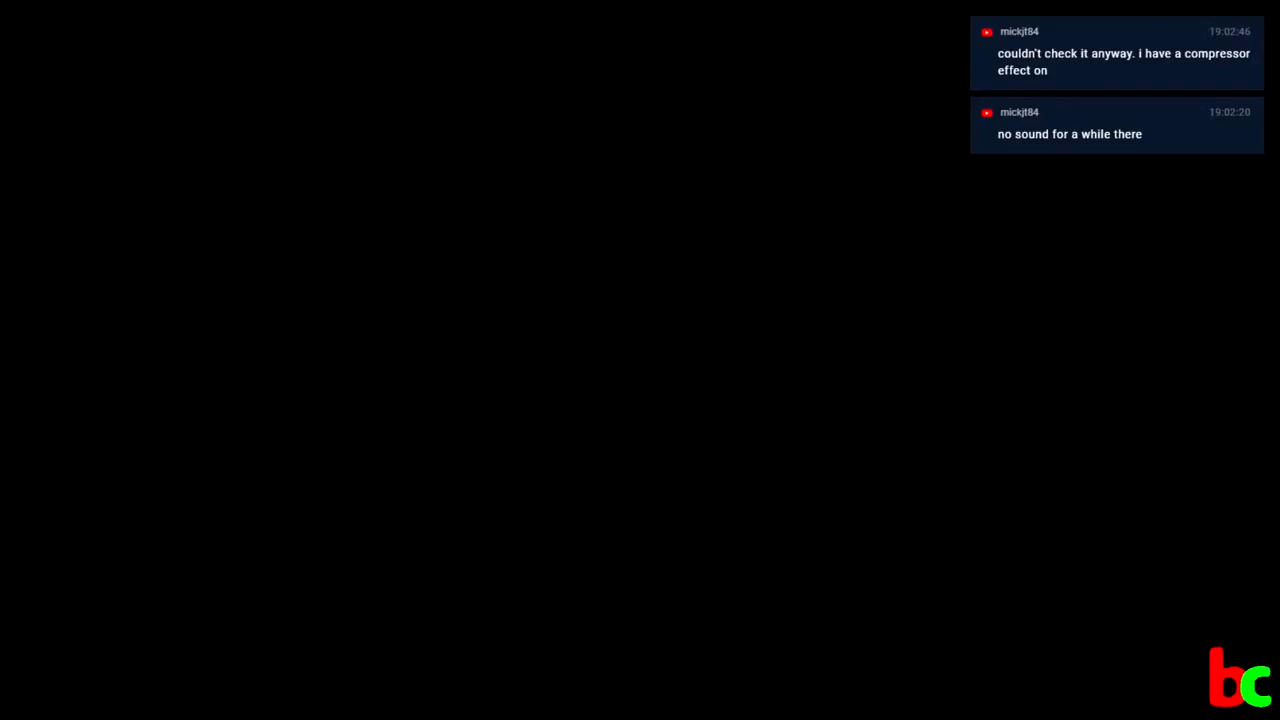 mickjt84 19:02:46
couldn't check it anyway. i have a compressor
effect on
mickjt84 19:02:20
no sound for a while there
bc